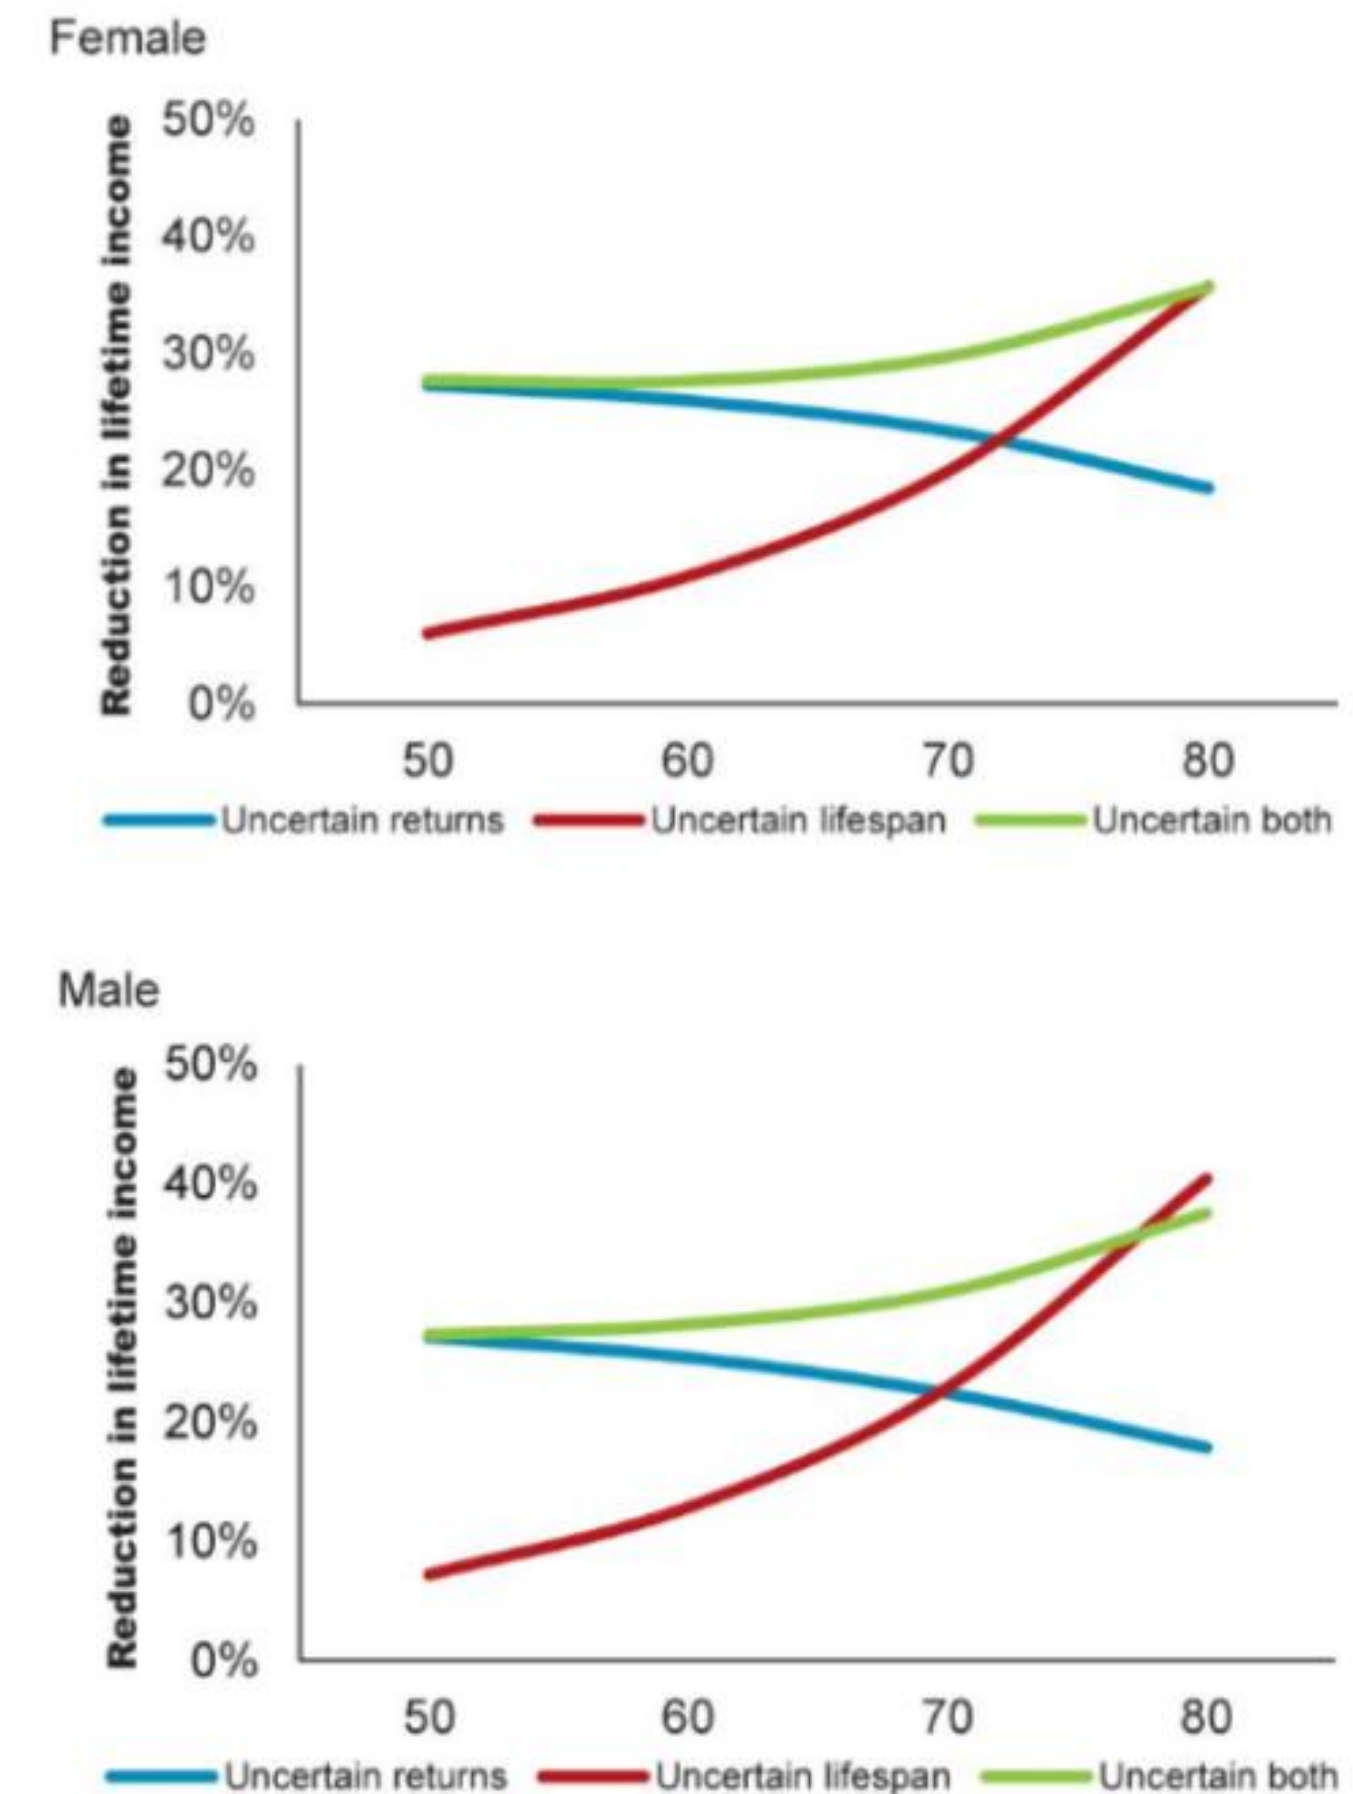 Female
Reduction in lifetime income
50%
40%
30%
20%
10%
0%
50 60 70 80
Uncertain returns Uncertain lifespan Uncertain both
Male
Reduction in lifetime income
50%
40%
30%
20%
10%
0%
50 60 70 80
Uncertain returns Uncertain lifespan Uncertain both